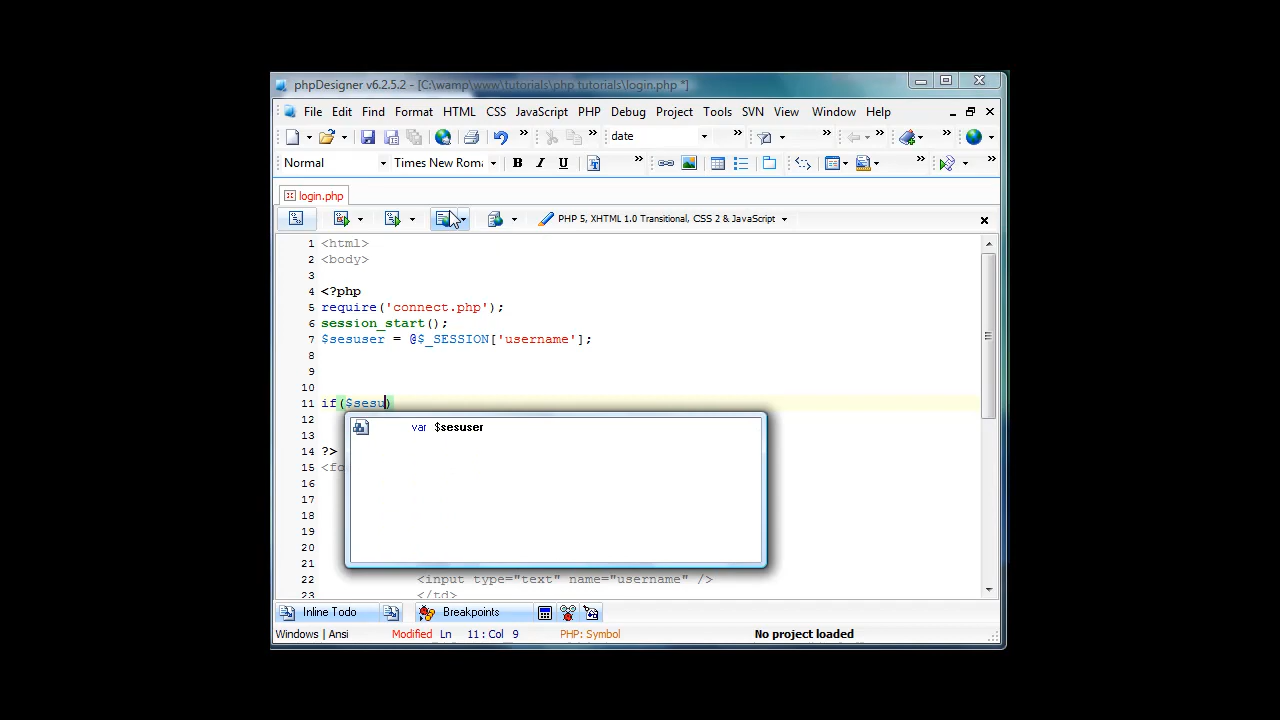 phpDesigner v6.2.5.2 - [C:\wamp\www\tutorials\php tutorials\login.php *]
File Edit Find Format HTML CSS JavaScript PHP Debug Project Tools SVN View Window Help
date
Normal Times New Roma
B I U T
login.php
PHP 5, XHTML 1.0 Transitional, CSS 2 & JavaScript
1 <html>
2 <body>
3
4 <?php
5 require('connect.php');
6 session_start();
7 $sesuser = @$_SESSION['username'];
8
9
10
11 if($sesu)
12
var $sesuser
13
14 ?>
15 <fo
16
17
18
19
20
21
22 <input type="text" name="username" />
23 </td>
Inline Todo Breakpoints
Windows | Ansi Modified Ln 11 : Col 9 PHP: Symbol No project loaded